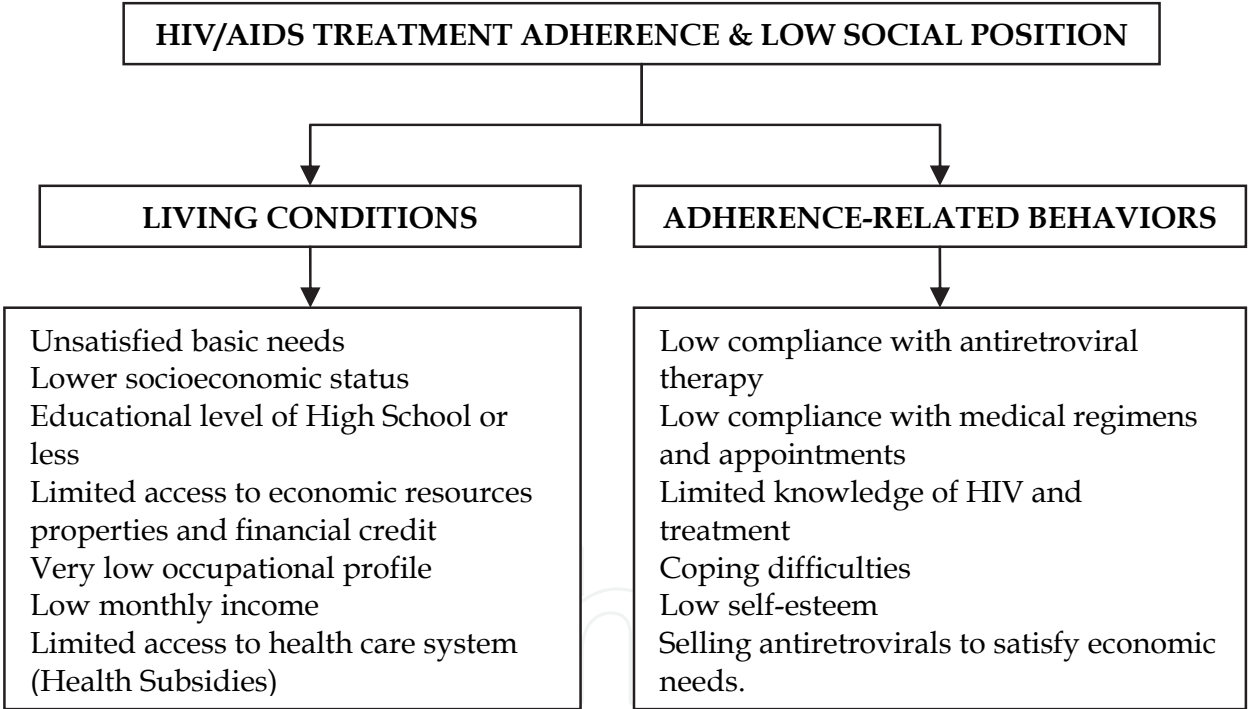 HIV/AIDS TREATMENT ADHERENCE & LOW SOCIAL POSITION
LIVING CONDITIONS
Unsatisfied basic needs
Lower socioeconomic status
Educational level of High School or
less
Limited access to economic resources
properties and financial credit
Very low occupational profile
Low monthly income
Limited access to health care system
(Health Subsidies)
ADHERENCE-RELATED BEHAVIORS
Low compliance with antiretroviral
therapy
Low compliance with medical regimens
and appointments
Limited knowledge of HIV and
treatment
Coping difficulties
Low self-esteem
Selling antiretrovirals to satisfy economic
needs.